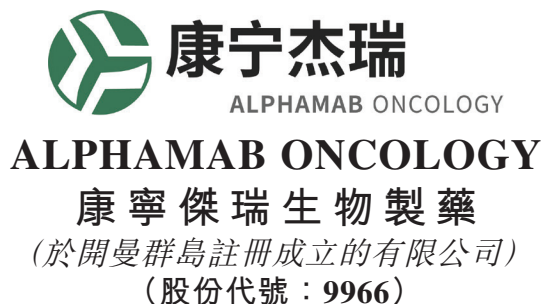 康宁杰瑞
ALPHAMAB ONCOLOGY
ALPHAMAB ONCOLOGY
康寧傑瑞生物製藥
(於開曼群島註冊成立的有限公司)
（股份代號：9966）